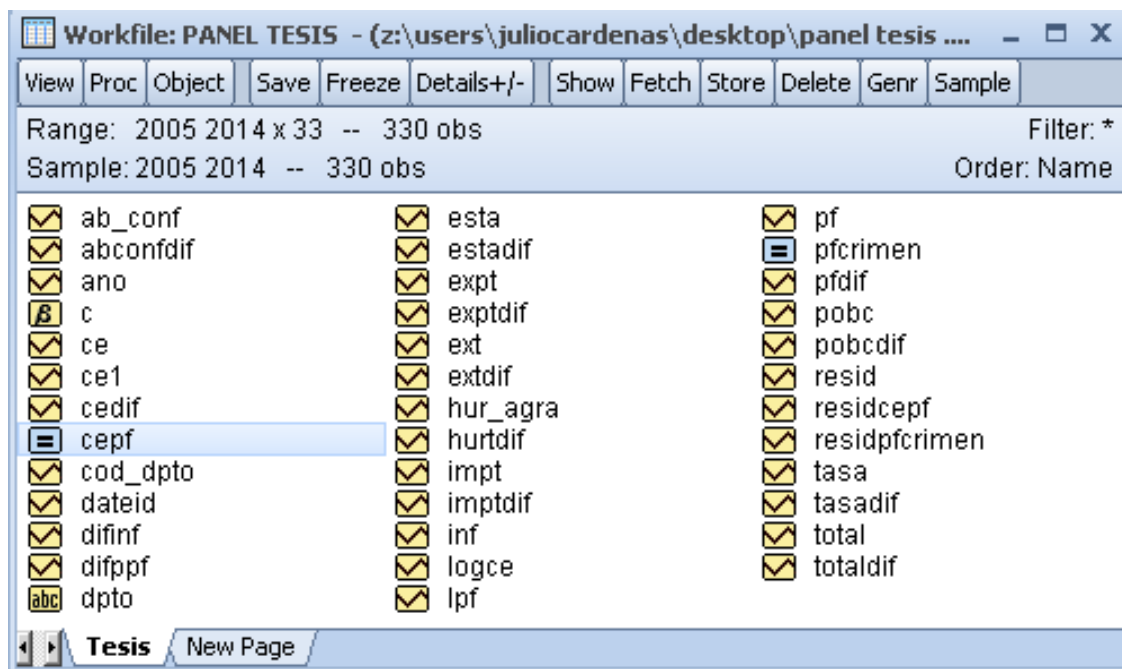 Workfile: PANEL TESIS - (z:\users\juliocardenas\desktop\panel tesis ....
View Proc Object Save Freeze Details+/- Show Fetch Store Delete Genr Sample
Range: 2005 2014 x 33 -- 330 obs Filter: *
Sample: 2005 2014 -- 330 obs Order: Name
ab_conf
abconfdif
ano
β c
ce
ce1
cedif
= cepf
cod_dpto
dateid
difinf
difppf
abc dpto
esta
estadif
expt
exptdif
ext
extdif
hur_agra
hurtdif
impt
imptdif
inf
logce
lpf
pf
= pfcrimen
pfdif
pobc
pobcdif
resid
residcepf
residpfcrimen
tasa
tasadif
total
totaldif
Tesis New Page